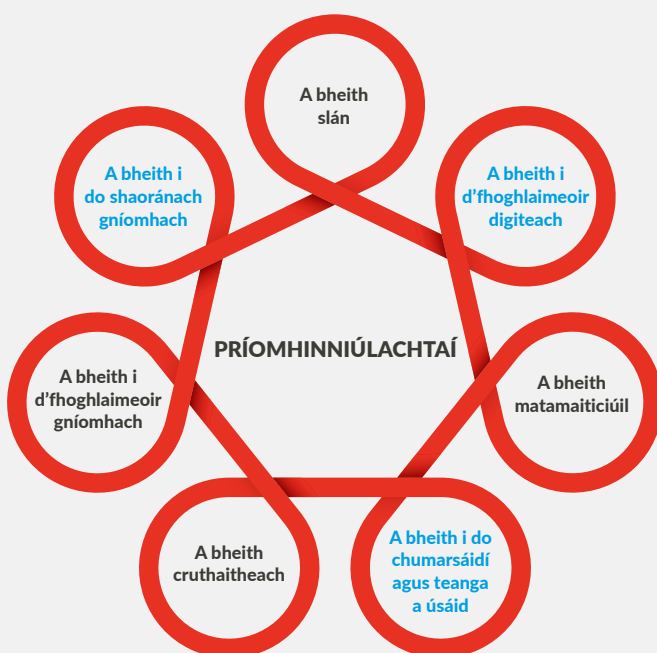 A bheith
slán
A bheith i
do shaoránach
gníomhach
A bheith i
d'fhoghlaimeoir
digiteach
PRÍOMHINNIÚLACHTAÍ
A bheith i
d'fhoghlaimeoir
gníomhach
A bheith
matamaiticiúil
A bheith
cruthaitheach
A bheith i do
chumarsáidí
agus teanga
a úsáid